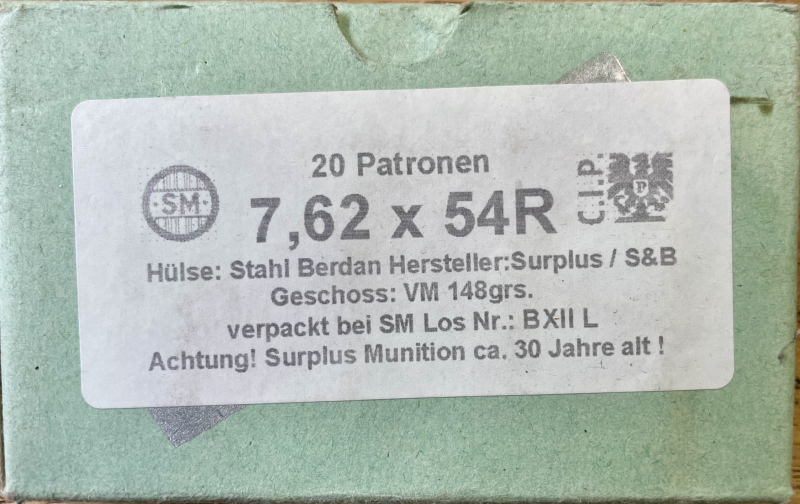 20 Patronen
SM
7,62 x 54R
C.I.P.
P
Hülse: Stahl Berdan Hersteller:Surplus / S&B
Geschoss: VM 148grs.
verpackt bei SM Los Nr.: BXII L
Achtung! Surplus Munition ca. 30 Jahre alt !